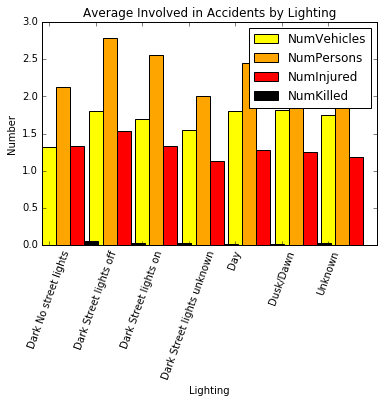 Average Involved in Accidents by Lighting
NumVehicles
NumPersons
NumInjured
NumKilled
3.0
2.5
2.0
1.5
1.0
0.5
0.0
Number
Dark No street lights
Dark Street lights off
Dark Street lights on
Dark Street lights unknown
Day
Dusk/Dawn
Unknown
Lighting